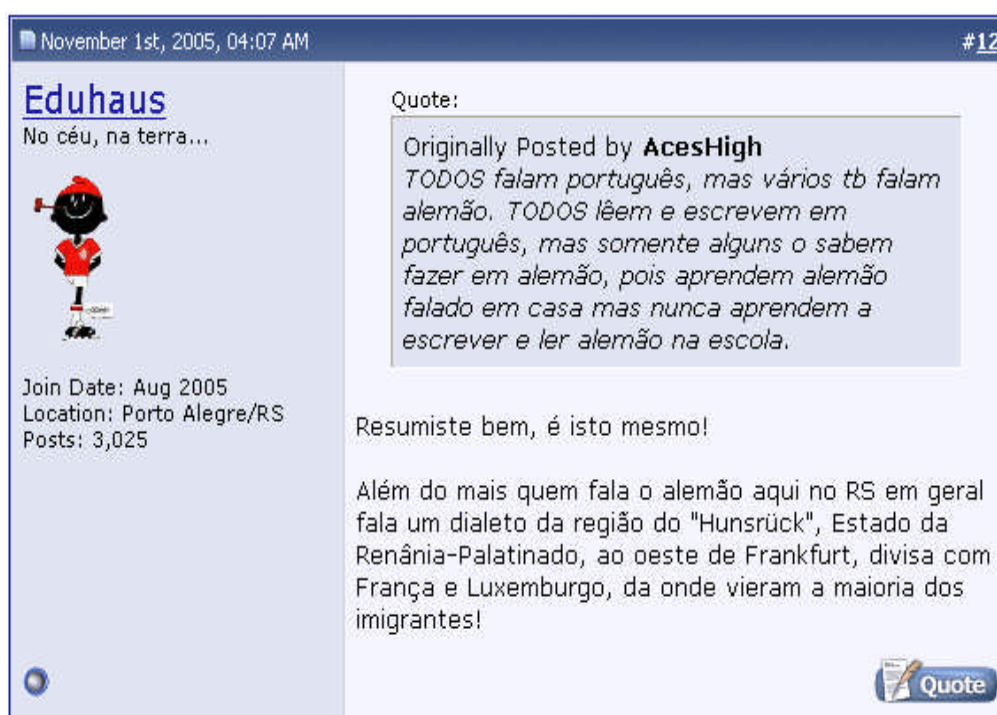 November 1st, 2005, 04:07 AM
#12
Eduhaus
No céu, na terra...
Join Date: Aug 2005
Location: Porto Alegre/RS
Posts: 3,025
Quote:
Originally Posted by AcesHigh
TODOS falam português, mas vários tb falam
alemão. TODOS lêem e escrevem em
português, mas somente alguns o sabem
fazer em alemão, pois aprendem alemão
falado em casa mas nunca aprendem a
escrever e ler alemão na escola.
Resumiste bem, é isto mesmo!
Além do mais quem fala o alemão aqui no RS em geral
fala um dialeto da região do "Hunsrück", Estado da
Renânia-Palatinado, ao oeste de Frankfurt, divisa com
França e Luxemburgo, da onde vieram a maioria dos
imigrantes!
Quote